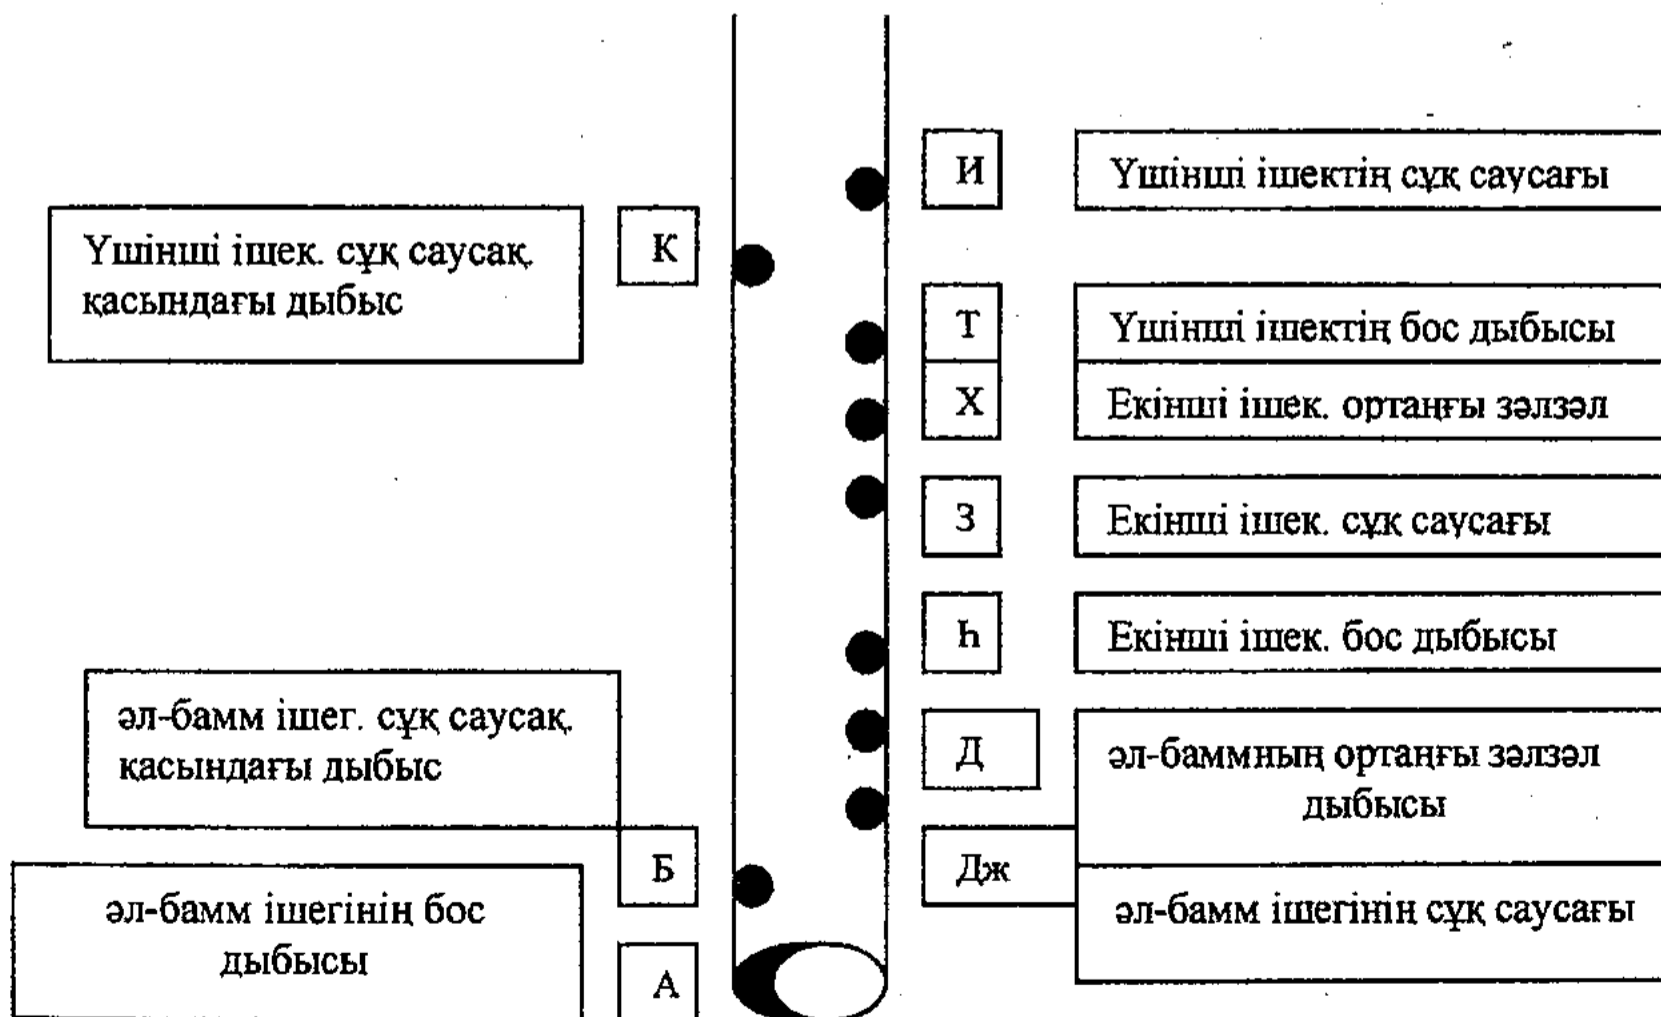 И
Үшінші ішектің сұқ саусағы
Үшінші ішек. сұқ саусақ.
қасындағы дыбыс
К
Т
Үшінші ішектің бос дыбысы
Х
Екінші ішек. ортаңғы зәлзәл
З
Екінші ішек. сұқ саусағы
һ
Екінші ішек. бос дыбысы
әл-бамм ішег. сұқ саусақ.
қасындағы дыбыс
Д
әл-баммның ортаңғы зәлзәл
дыбысы
Б
Дж
әл-бамм ішегінің сұқ саусағы
әл-бамм ішегінің бос
дыбысы
А